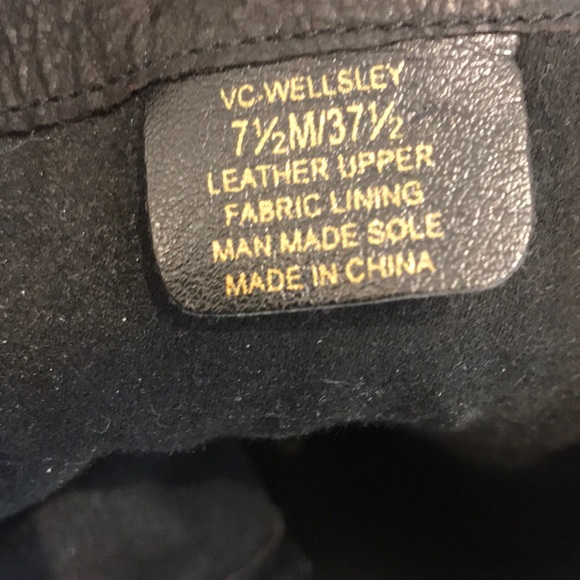 VC-WELLSLEY
7½M/37½
LEATHER UPPER
FABRIC LINING
MAN MADE SOLE
MADE IN CHINA